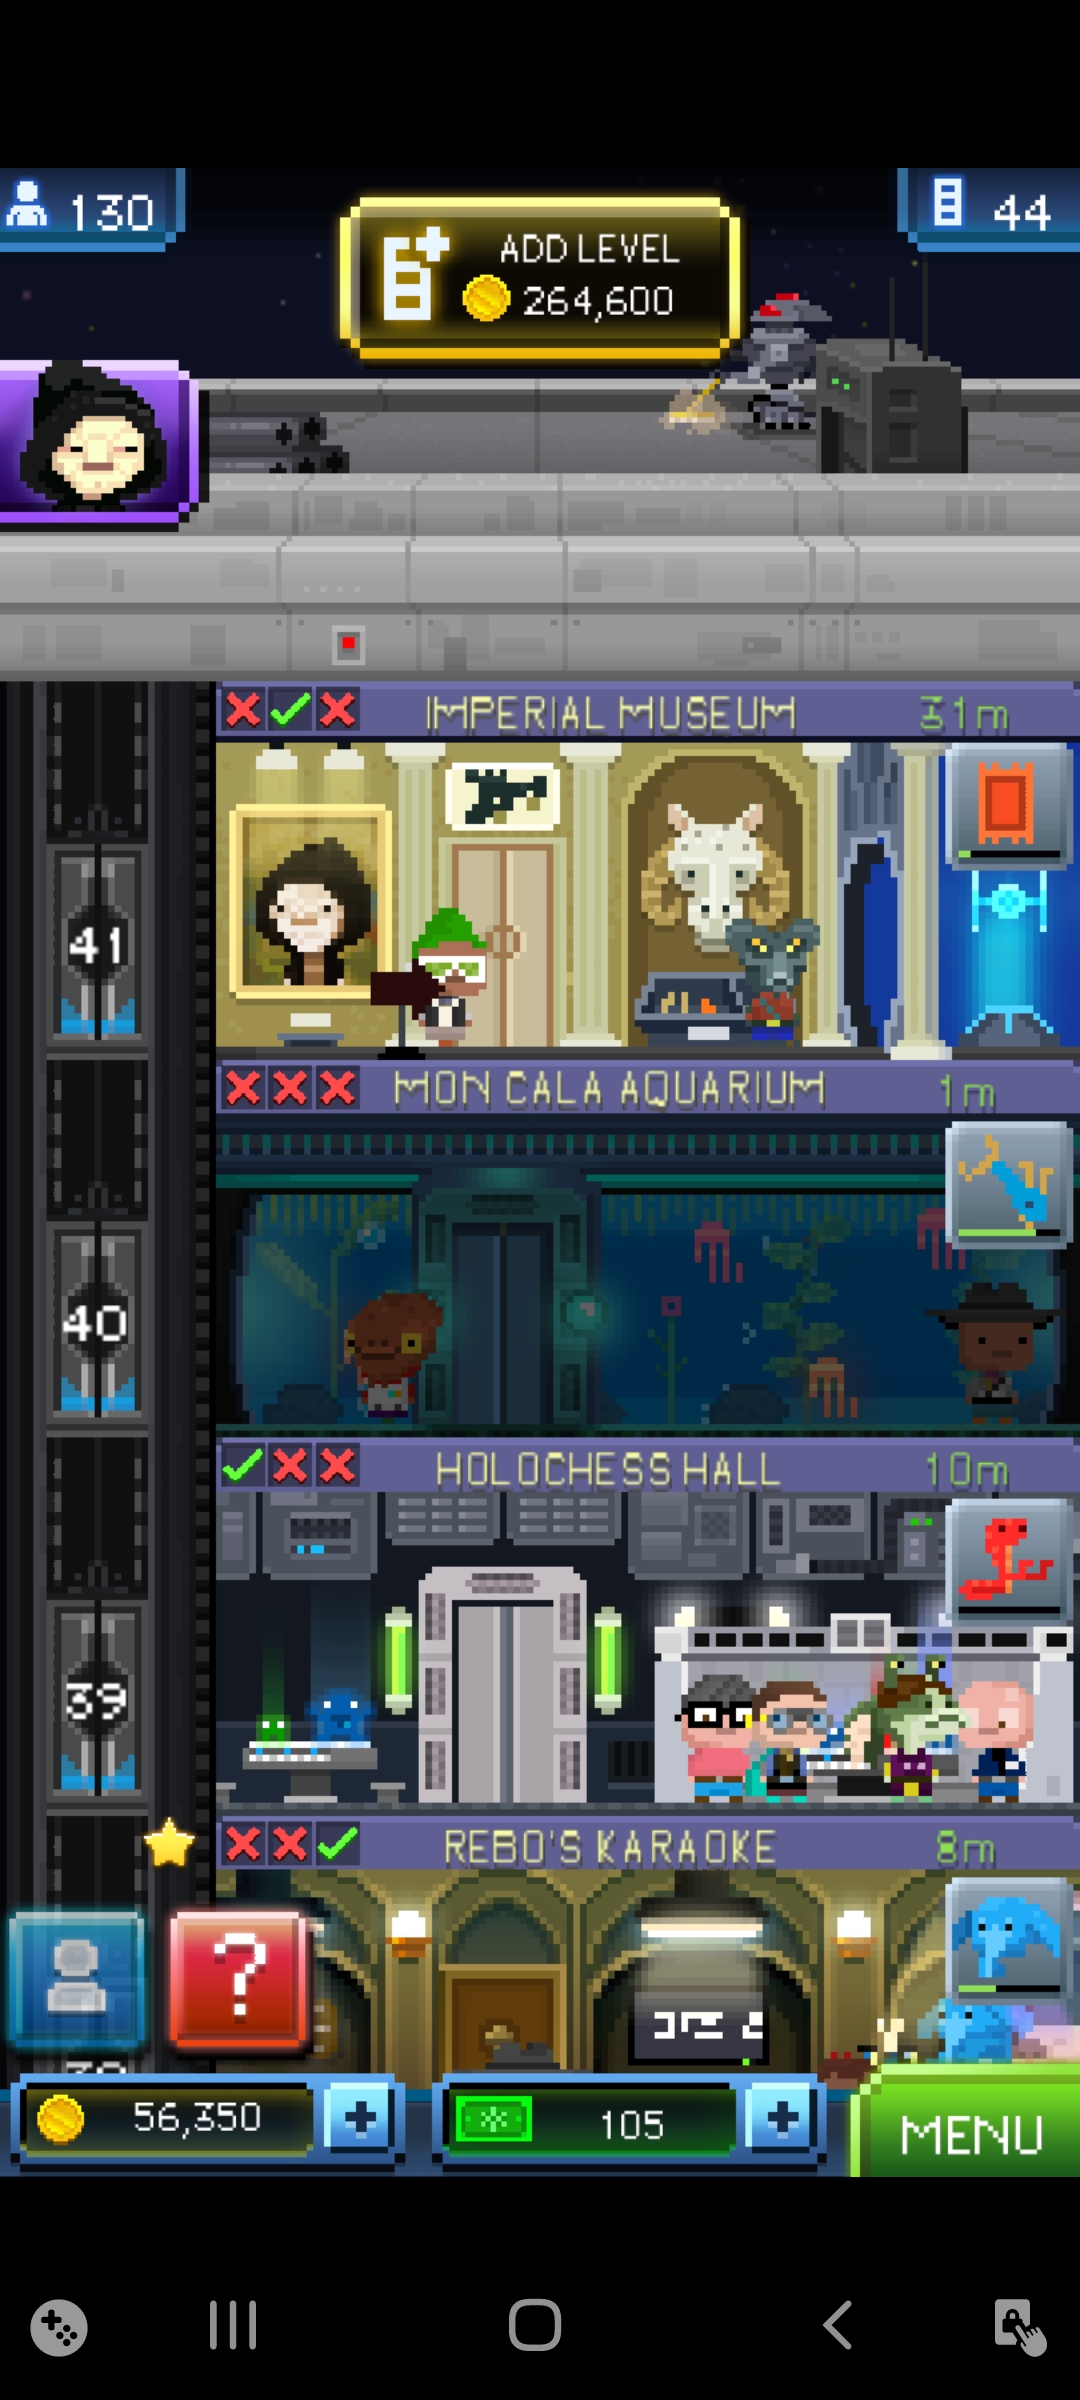 130
44
ADD LEVEL
264,600
IMPERIAL MUSEUM 31m
41
MON CALA AQUARIUM 1m
40
HOLOCHESS HALL 10m
39
REBO'S KARAOKE 8m
?
56,350 +
105 +
MENU